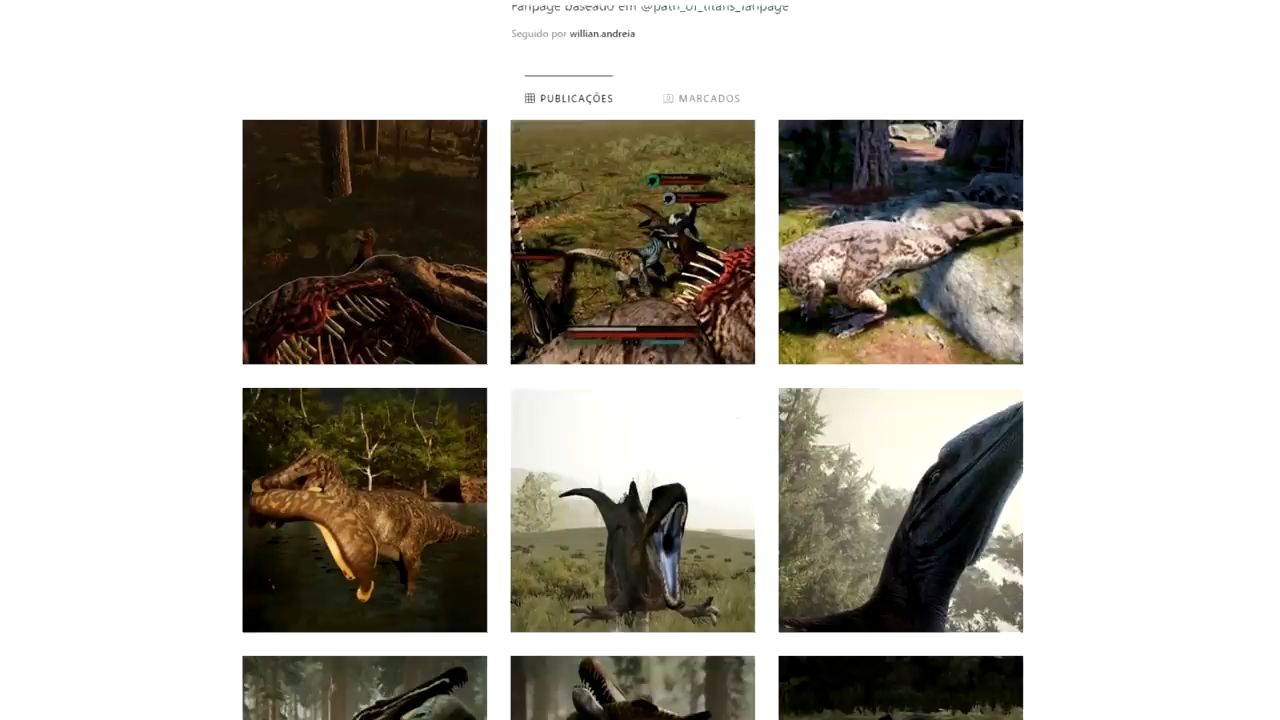 Fanpage baseado em @path_of_titans_fanpage
Seguido por willian.andreia
PUBLICAÇÕES
MARCADOS